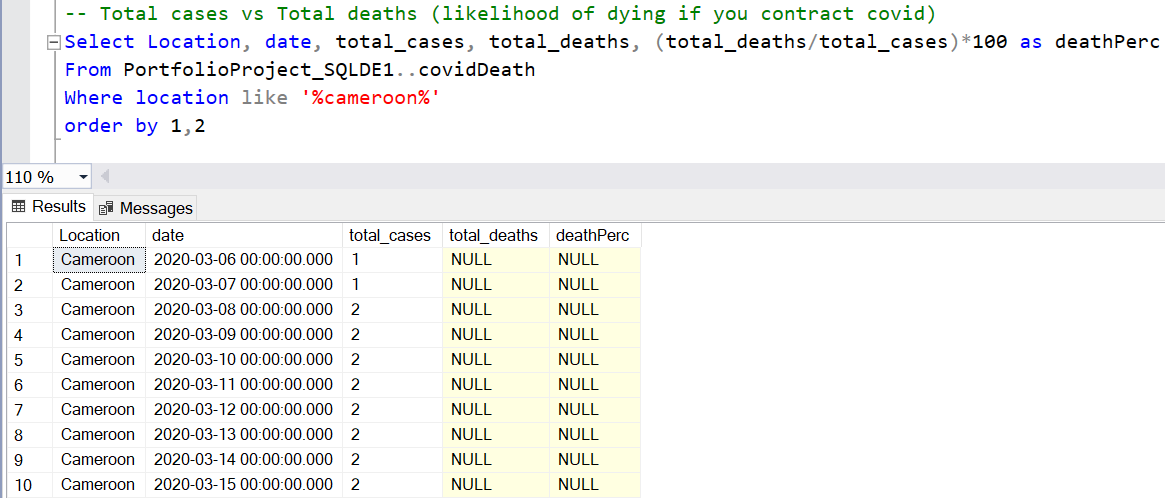 -- Total cases vs Total deaths (likelihood of dying if you contract covid)
Select Location, date, total_cases, total_deaths, (total_deaths/total_cases)*100 as deathPerc
From PortfolioProject_SQLDE1..covidDeath
Where location like '%cameroon%'
order by 1,2
110 %
Results Messages
Location date total_cases total_deaths deathPerc
1 Cameroon 2020-03-06 00:00:00.000 1 NULL NULL
2 Cameroon 2020-03-07 00:00:00.000 1 NULL NULL
3 Cameroon 2020-03-08 00:00:00.000 2 NULL NULL
4 Cameroon 2020-03-09 00:00:00.000 2 NULL NULL
5 Cameroon 2020-03-10 00:00:00.000 2 NULL NULL
6 Cameroon 2020-03-11 00:00:00.000 2 NULL NULL
7 Cameroon 2020-03-12 00:00:00.000 2 NULL NULL
8 Cameroon 2020-03-13 00:00:00.000 2 NULL NULL
9 Cameroon 2020-03-14 00:00:00.000 2 NULL NULL
10 Cameroon 2020-03-15 00:00:00.000 2 NULL NULL